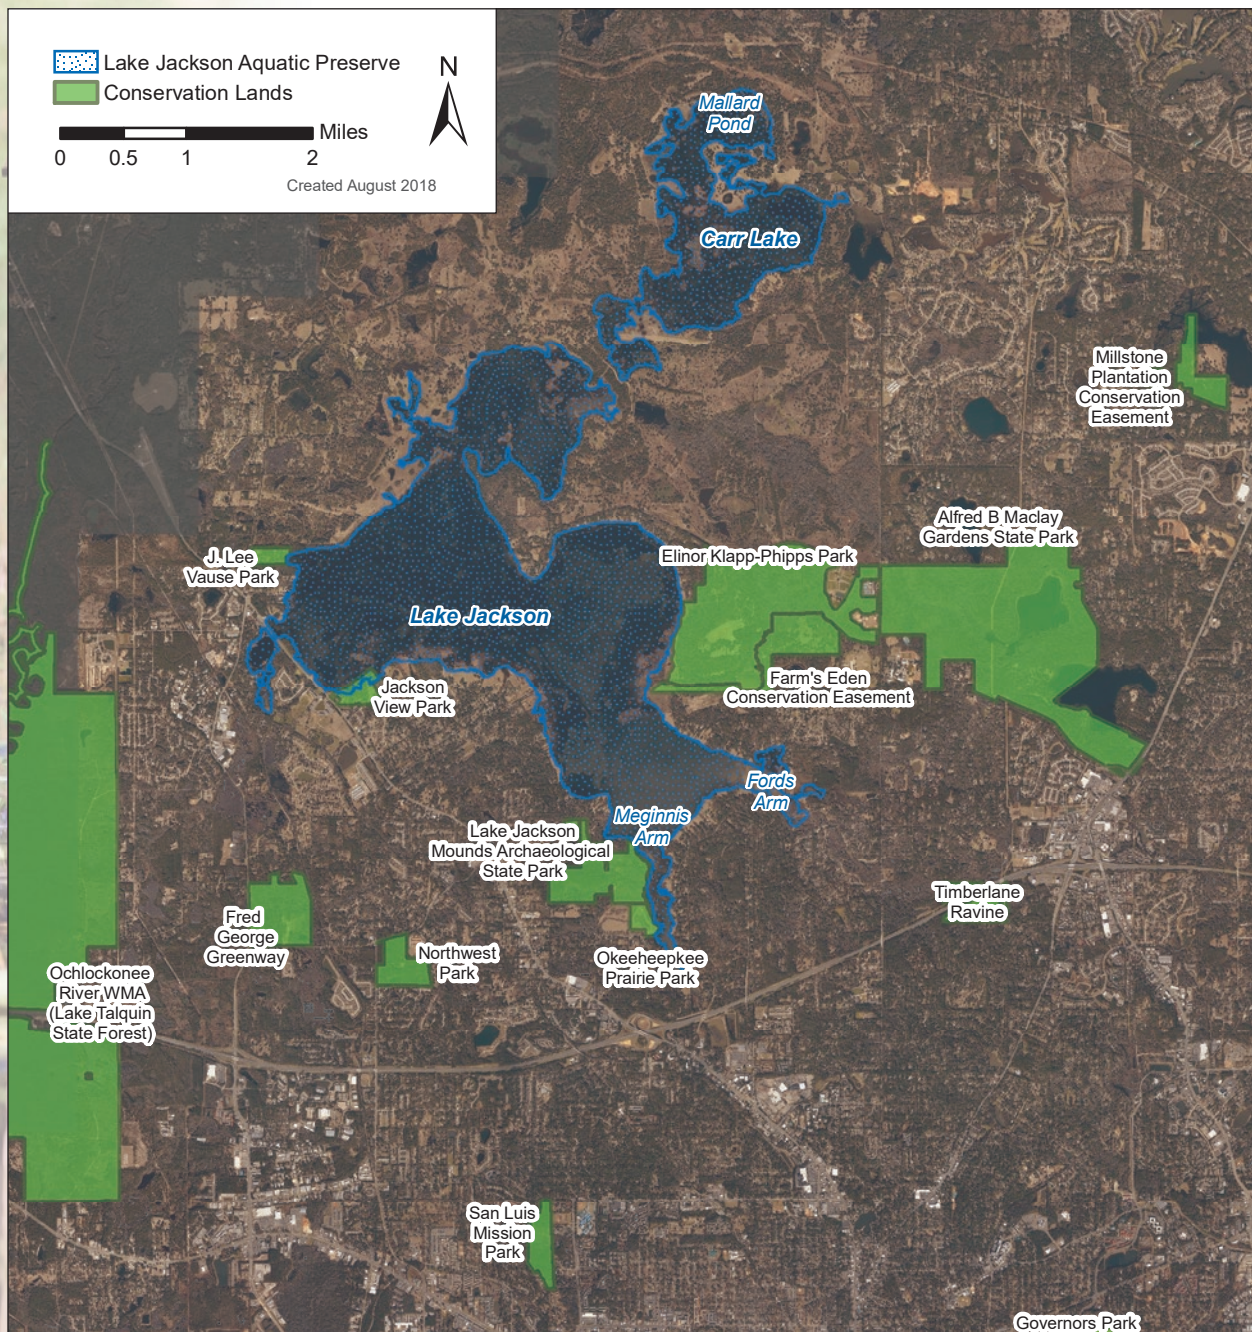 Lake Jackson Aquatic Preserve
Conservation Lands
N
Miles
0 0.5 1 2
Created August 2018
Mallard
Pond
Carr Lake
Millstone
Plantation
Conservation
Easement
Alfred B Maclay
Gardens State Park
J. Lee
Vause Park
Elinor Klapp-Phipps Park
Lake Jackson
Jackson
View Park
Farm's Eden
Conservation Easement
Fords
Arm
Meginnis
Arm
Lake Jackson
Mounds Archaeological
State Park
Timberlane
Ravine
Fred
George
Greenway
Northwest
Park
Okeeheepkee
Prairie Park
Ochlockonee
River WMA
(Lake Talquin
State Forest)
San Luis
Mission
Park
Governors Park